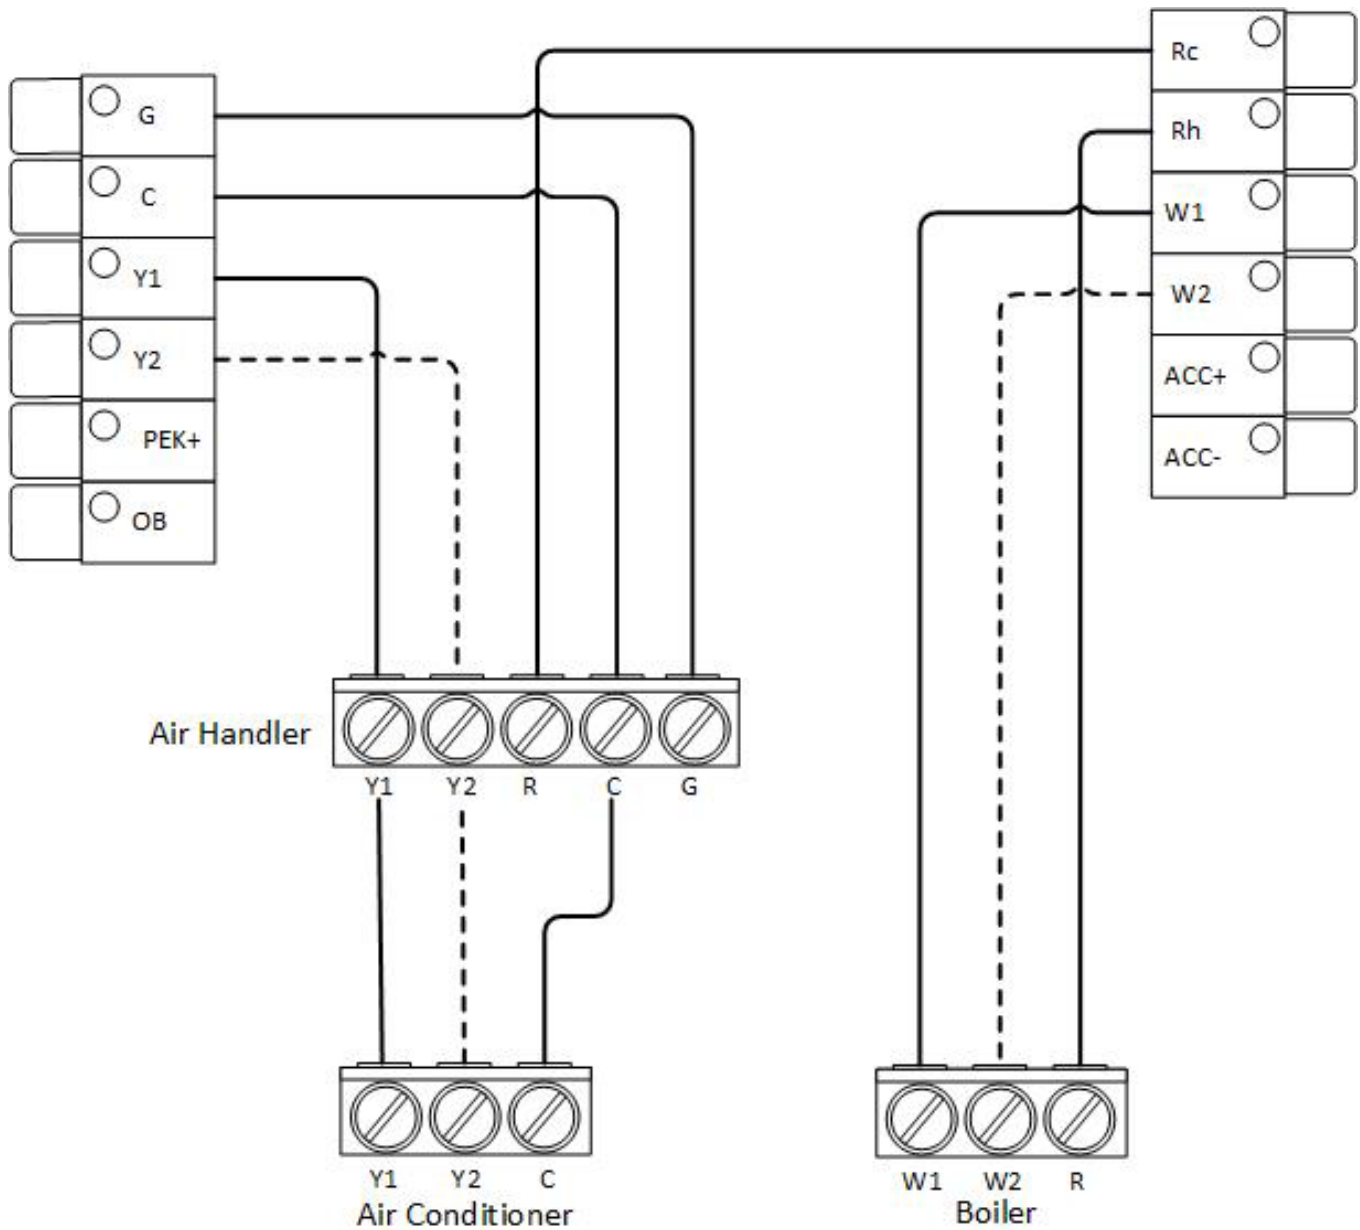 G
C
Y1
Y2
PEK+
OB
Rc
Rh
W1
W2
ACC+
ACC-
Air Handler
Y1 Y2 R C G
Y1 Y2 C
Air Conditioner
W1 W2 R
Boiler